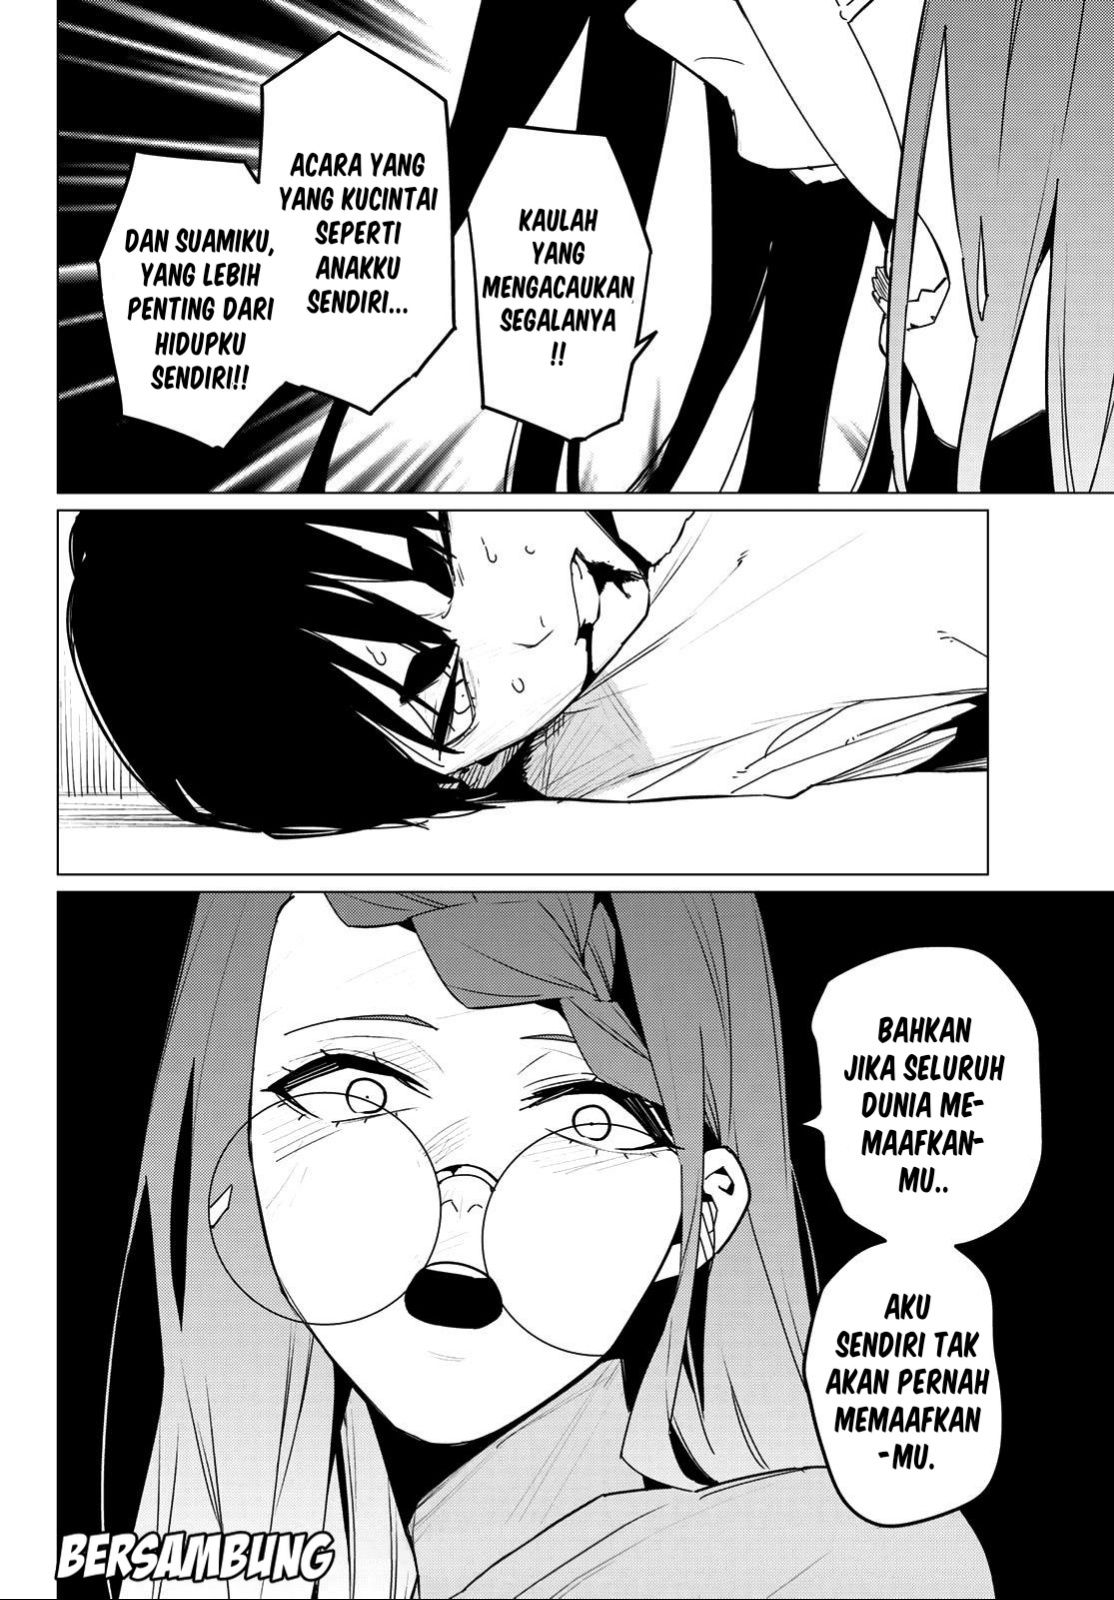 KAULAH
YANG
MENGACAUKAN
SEGALANYA
!!
ACARA YANG
YANG KUCINTAI
SEPERTI
ANAKKU
SENDIRI...
DAN SUAMIKU,
YANG LEBIH
PENTING DARI
HIDUPKU
SENDIRI!!
BAHKAN
JIKA SELURUH
DUNIA ME-
MAAFKAN-
MU..
AKU
SENDIRI TAK
AKAN PERNAH
MEMAAFKAN
-MU.
BERSAMBUNG